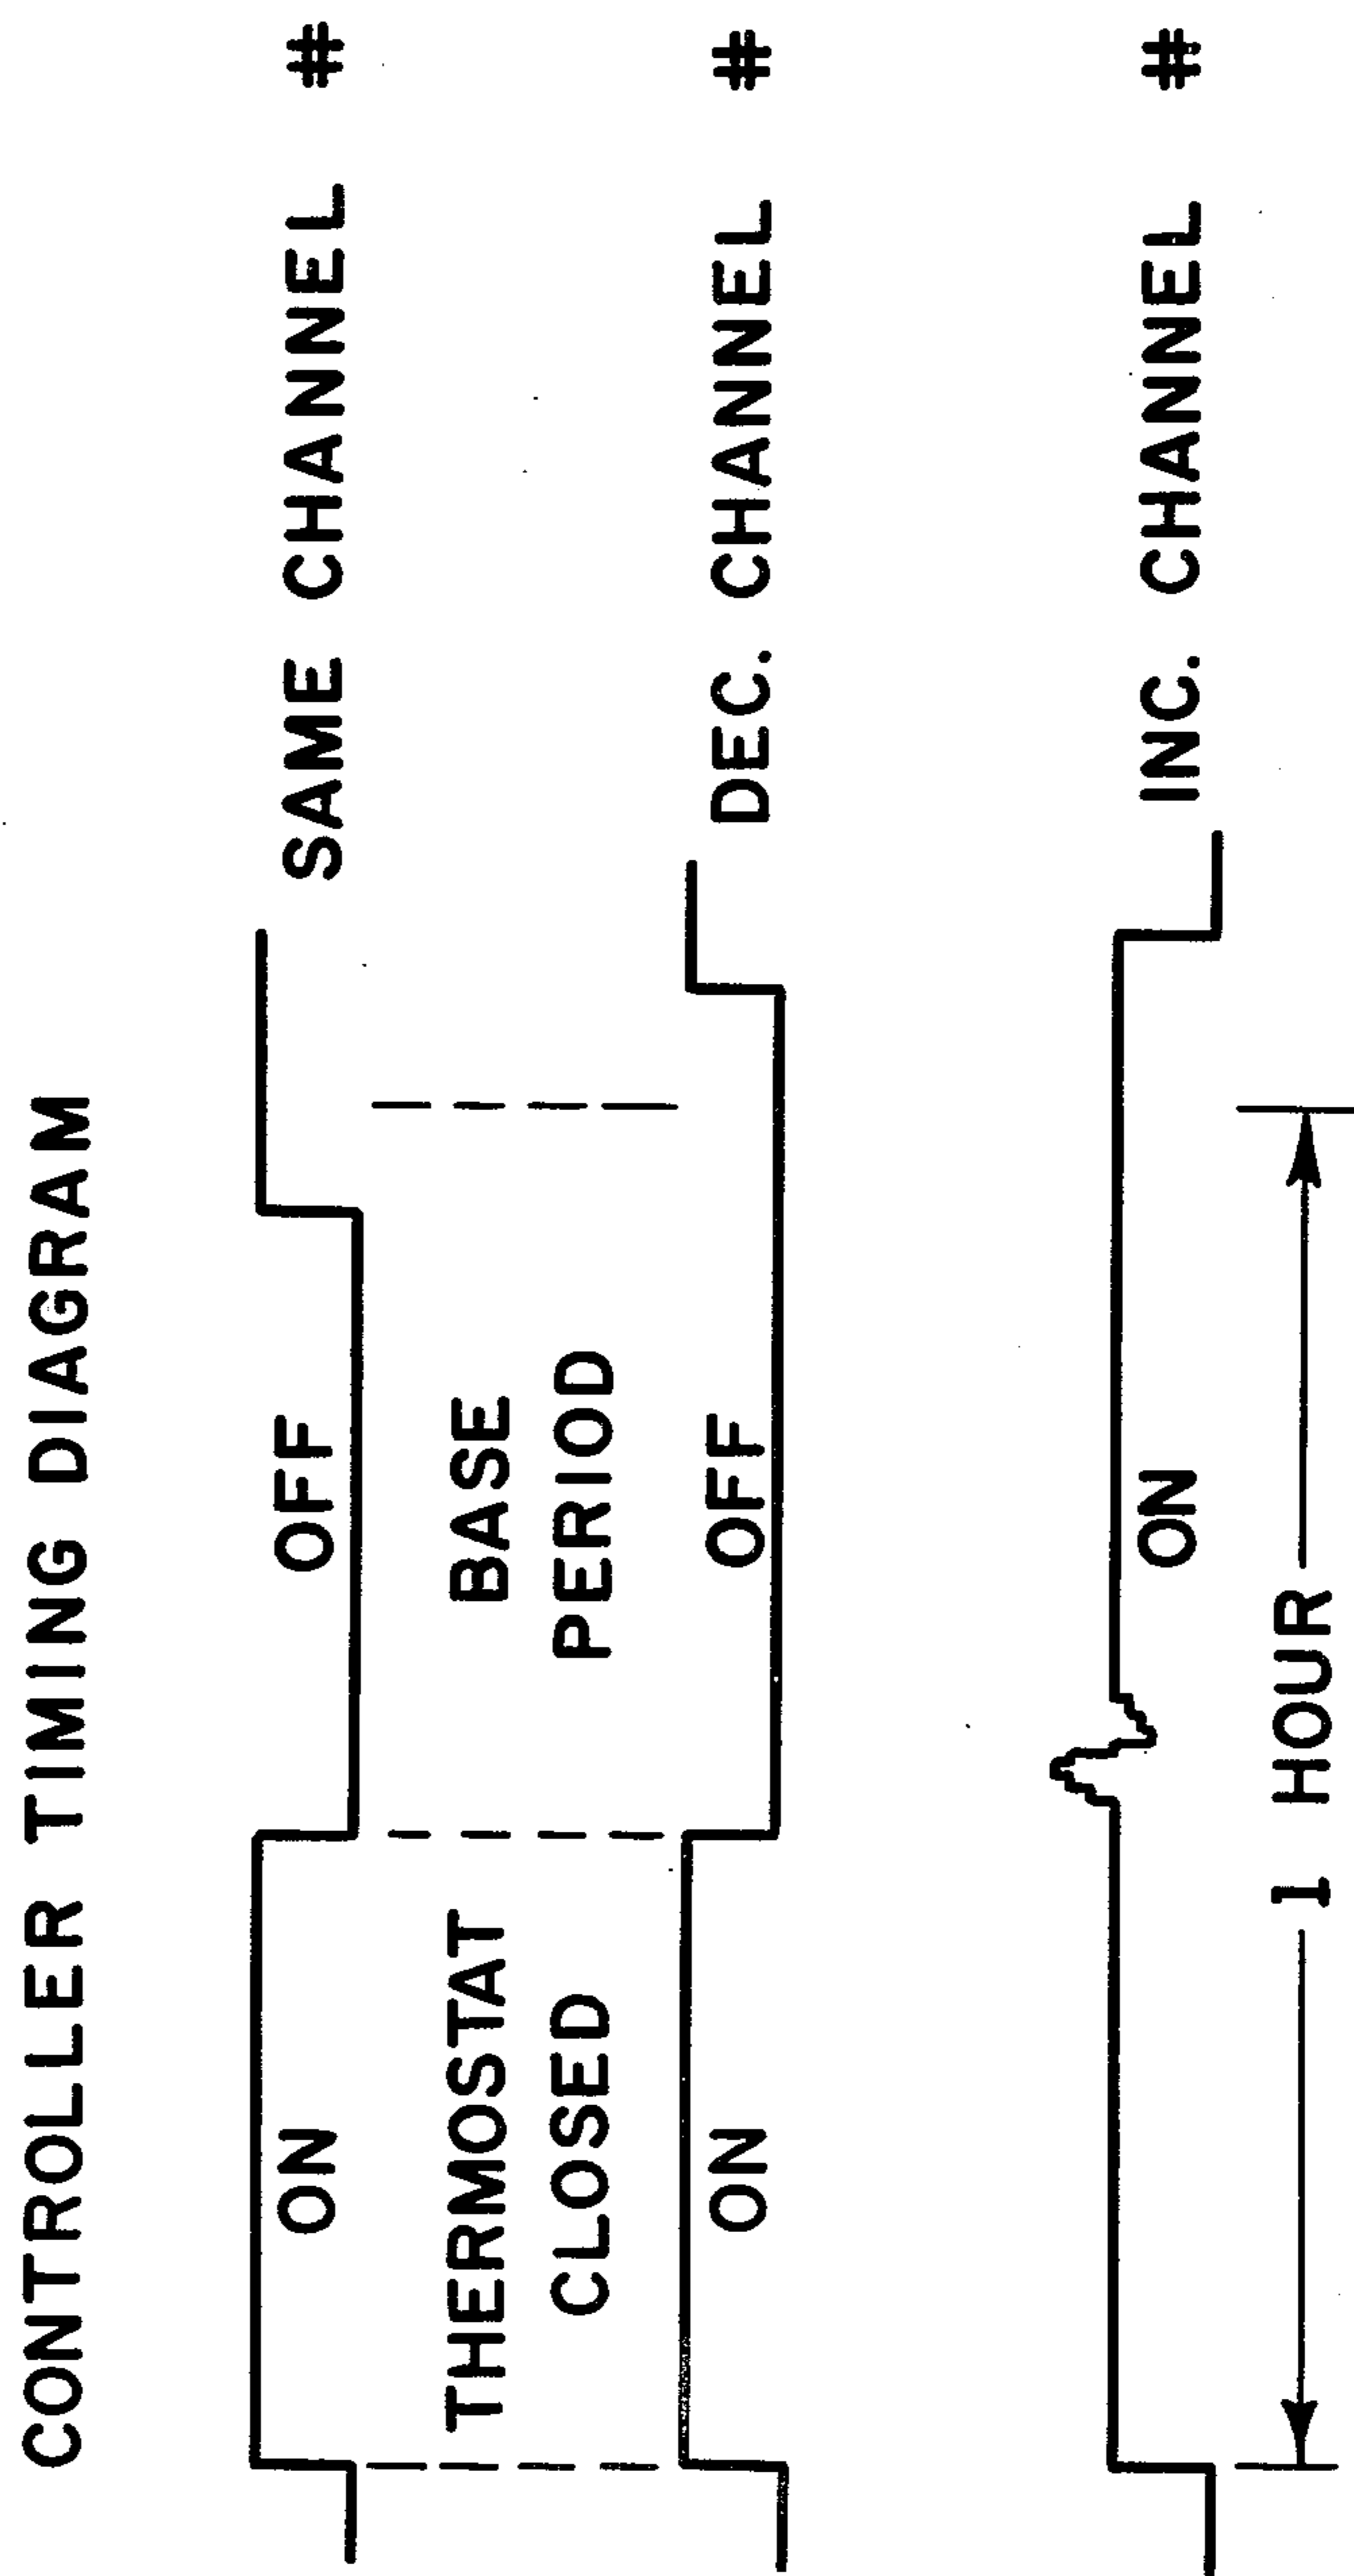 CONTROLLER TIMING DIAGRAM
ON OFF SAME CHANNEL #
THERMOSTAT CLOSED
BASE PERIOD
ON OFF DEC. CHANNEL #
ON INC. CHANNEL #
1 HOUR